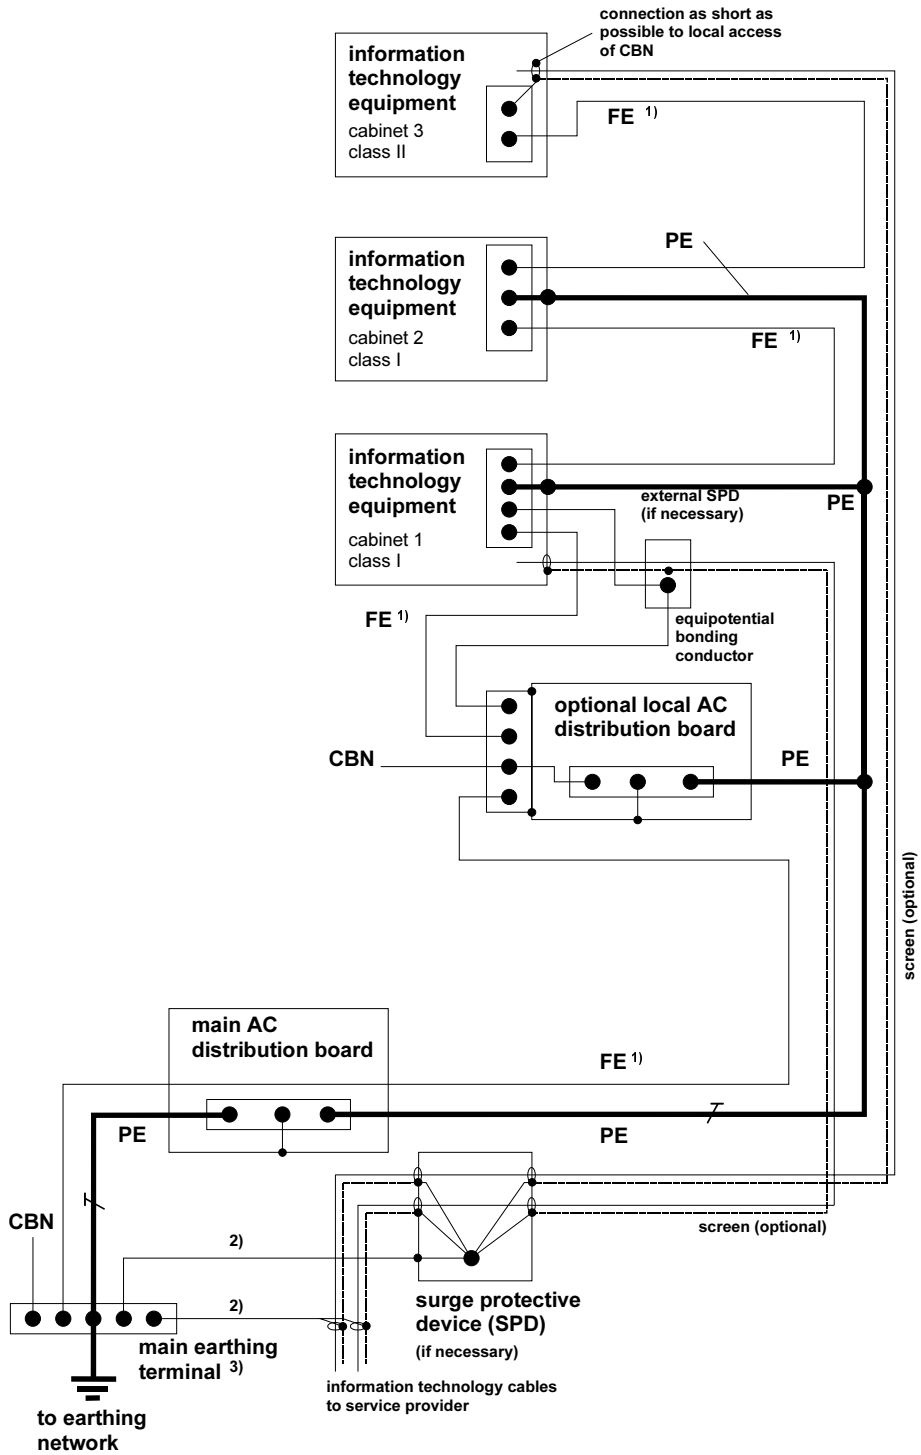 connection as short as
possible to local access
of CBN
information
technology
equipment
cabinet 3
class II
FE 1)
information
technology
equipment
cabinet 2
class I
PE
FE 1)
information
technology
equipment
cabinet 1
class I
external SPD
(if necessary)
PE
FE 1)
equipotential
bonding
conductor
optional local AC
distribution board
CBN
PE
screen (optional)
main AC
distribution board
FE 1)
PE
PE
CBN
screen (optional)
2)
2)
surge protective
device (SPD)
(if necessary)
main earthing
terminal 3)
information technology cables
to service provider
to earthing
network